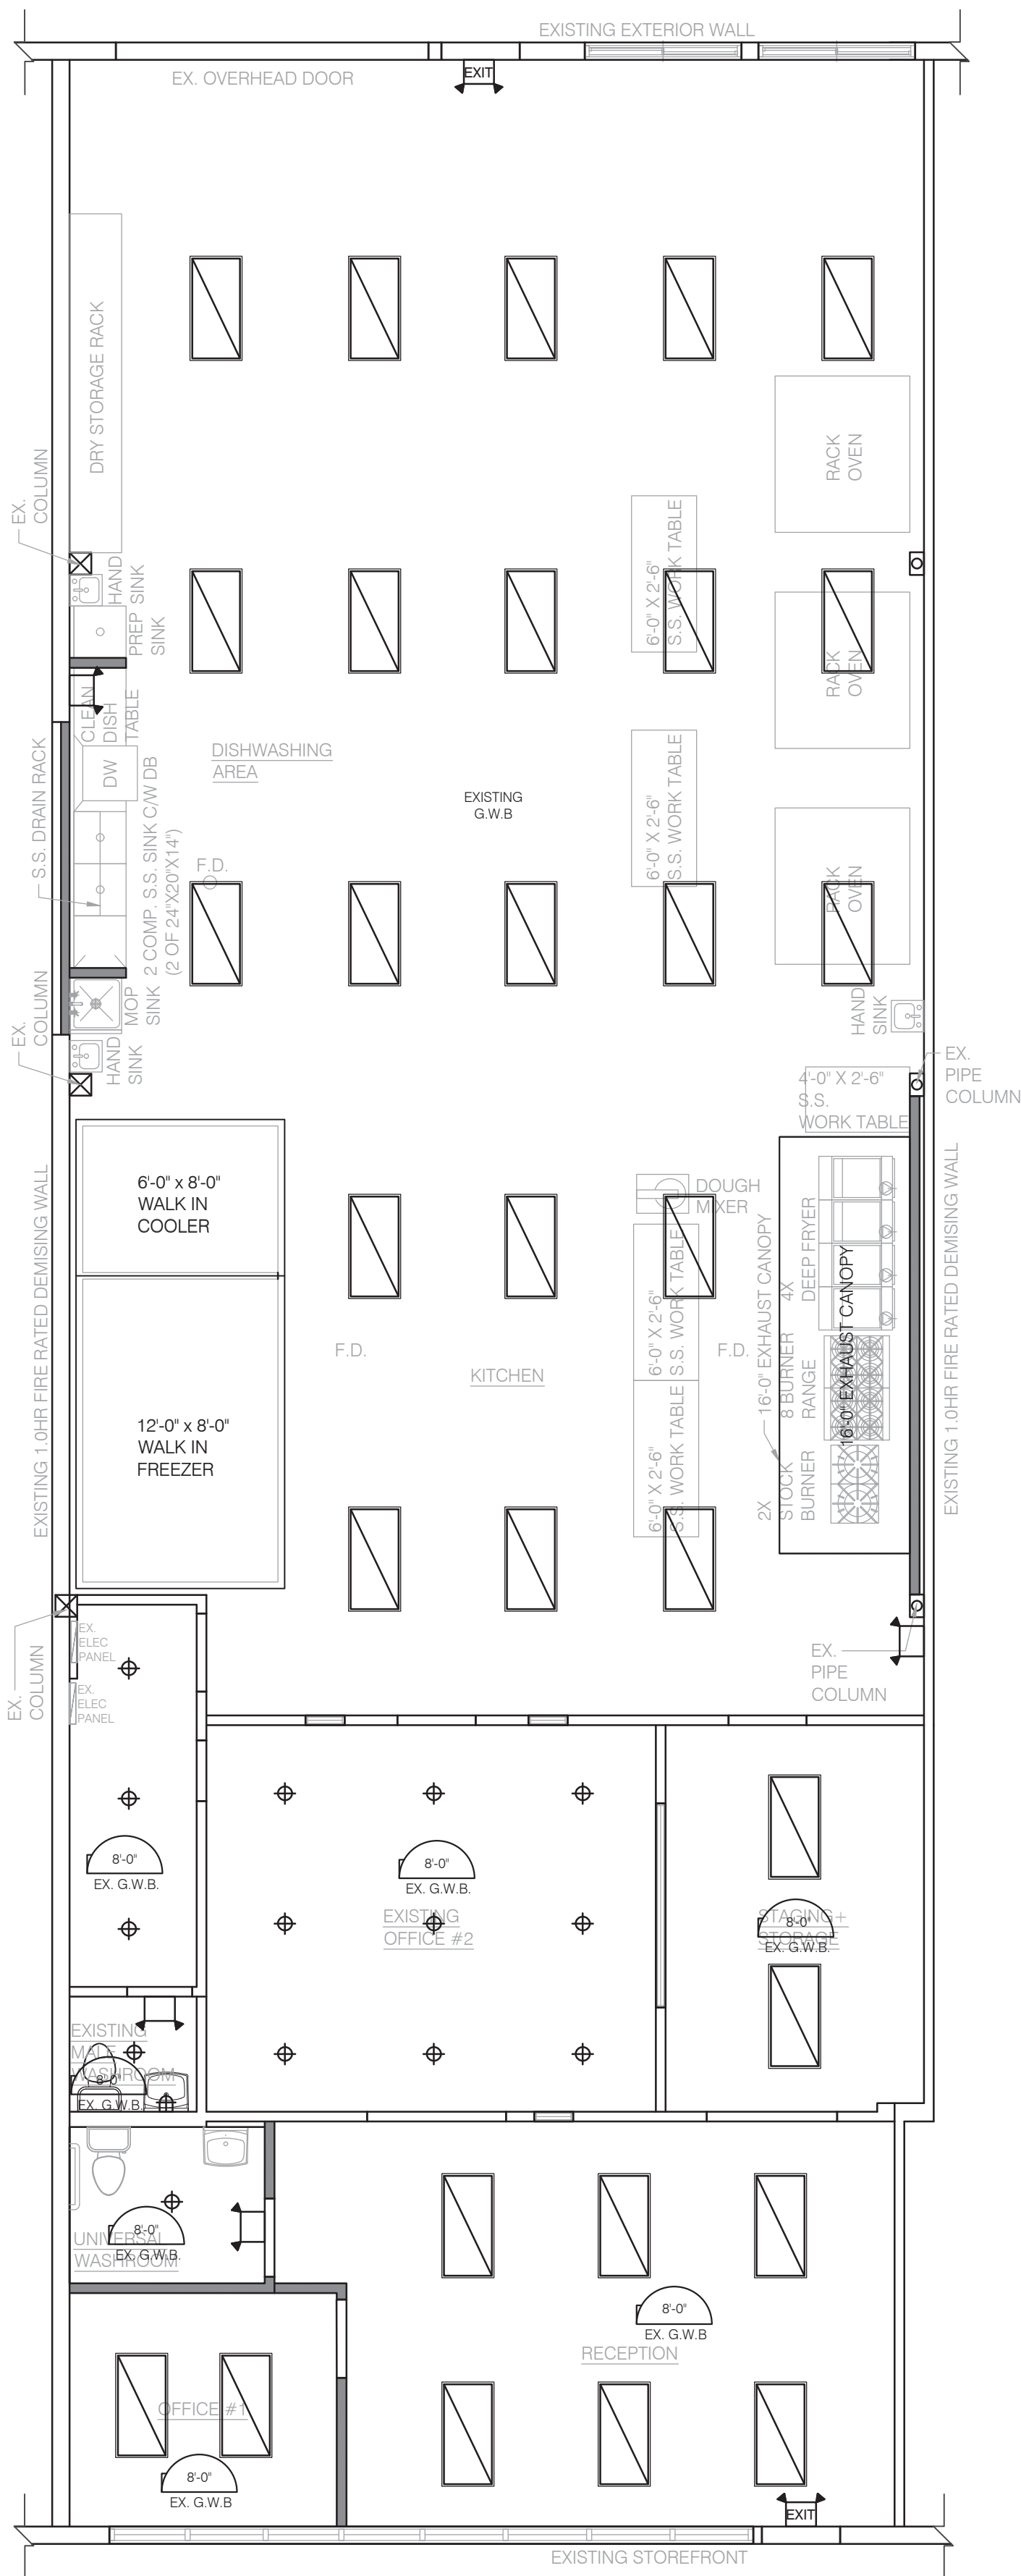 EXISTING EXTERIOR WALL
EX. OVERHEAD DOOR
EXIT
DRY STORAGE RACK
RACK
OVEN
EX.
COLUMN
6'-0" X 2'-6"
S.S. WORK TABLE
HAND
SINK
PREP
SINK
RACK
OVEN
CLEAN
DISH
TABLE
S.S. DRAIN RACK
DW
DISHWASHING
AREA
2 COMP. S.S. SINK C/W DB
(2 OF 24"X20"X14")
EXISTING
G.W.B
6'-0" X 2'-6"
S.S. WORK TABLE
F.D.
RACK
OVEN
EX.
COLUMN
MOP
SINK
HAND
SINK
HAND
SINK
EX.
PIPE
COLUMN
4'-0" X 2'-6"
S.S.
WORK TABLE
6'-0" x 8'-0"
WALK IN
COOLER
DOUGH
MIXER
EXISTING 1.0HR FIRE RATED DEMISING WALL
EXISTING 1.0HR FIRE RATED DEMISING WALL
6'-0" X 2'-6"
S.S. WORK TABLE
16'-0" EXHAUST CANOPY
4X
DEEP FRYER
16'-0" EXHAUST CANOPY
F.D.
F.D.
KITCHEN
8 BURNER
RANGE
12'-0" x 8'-0"
WALK IN
FREEZER
6'-0" X 2'-6"
S.S. WORK TABLE
2X
STOCK
BURNER
EX.
COLUMN
EX.
ELEC
PANEL
EX.
ELEC
PANEL
EX.
PIPE
COLUMN
8'-0"
EX. G.W.B.
8'-0"
EX. G.W.B.
EXISTING
OFFICE #2
STAGING+
STORAGE
8'-0"
EX. G.W.B.
EXISTING
MALE
WASHROOM
8'-0"
EX. G.W.B.
UNIVERSAL
WASHROOM
8'-0"
EX. G.W.B.
8'-0"
EX. G.W.B
RECEPTION
OFFICE #1
8'-0"
EX. G.W.B
EXIT
EXISTING STOREFRONT